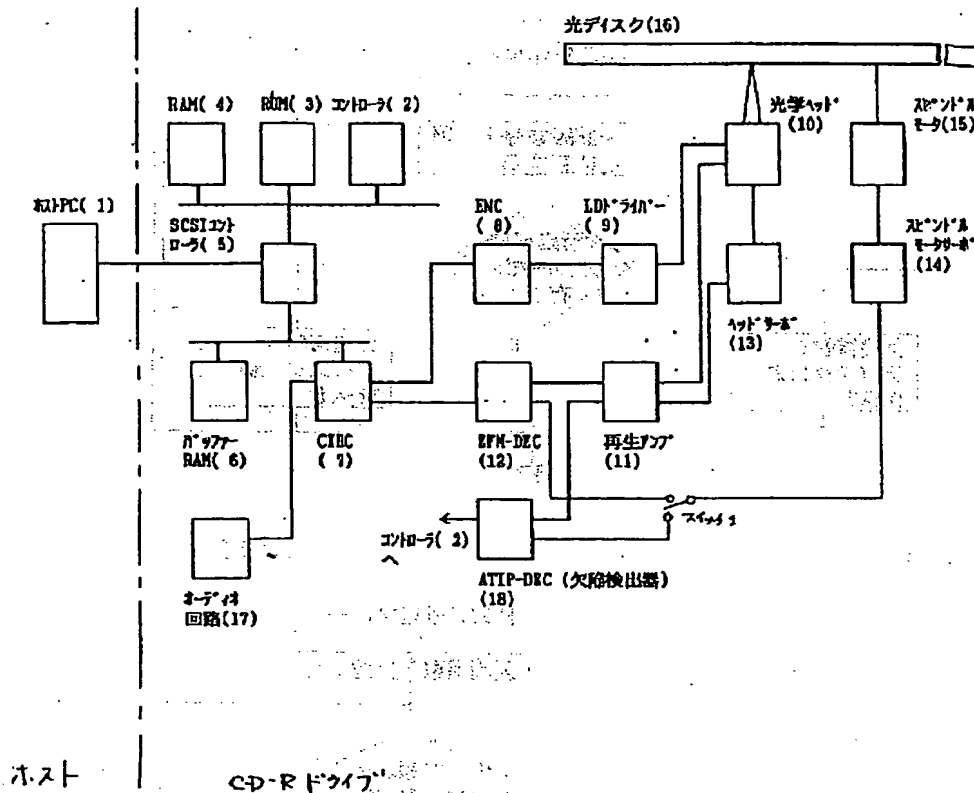 光ディスク(16)
RAM( 4)
ROM( 3)
コントローラ( 2)
光学ヘッド
(10)
スピンドル
モータ(15)
ホストPC( 1)
SCSIコント
ローラ( 5)
ENC
( 8)
LDドライバー
( 9)
スピンドル
モータサーボ
(14)
ヘッドサーボ
(13)
バッファー
RAM( 6)
CIRC
( 7)
EFM-DEC
(12)
再生アンプ
(11)
スイッチ1
コントローラ( 2)
へ
ATIP-DEC (欠陥検出器)
(18)
オーディオ
回路(17)
ホスト
CD-R ドライブ